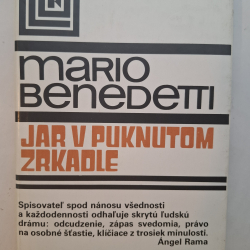 MARIO
BENEDETTI
JAR V PUKNUTOM
ZRKADLE
Spisovateľ spod nánosu všednosti
a každodennosti odhaľuje skrytú ľudskú
drámu: odcudzenie, zápas svedomia, právo
na osobné šťastie, klíčiace z trosiek minulosti.
Ángel Rama